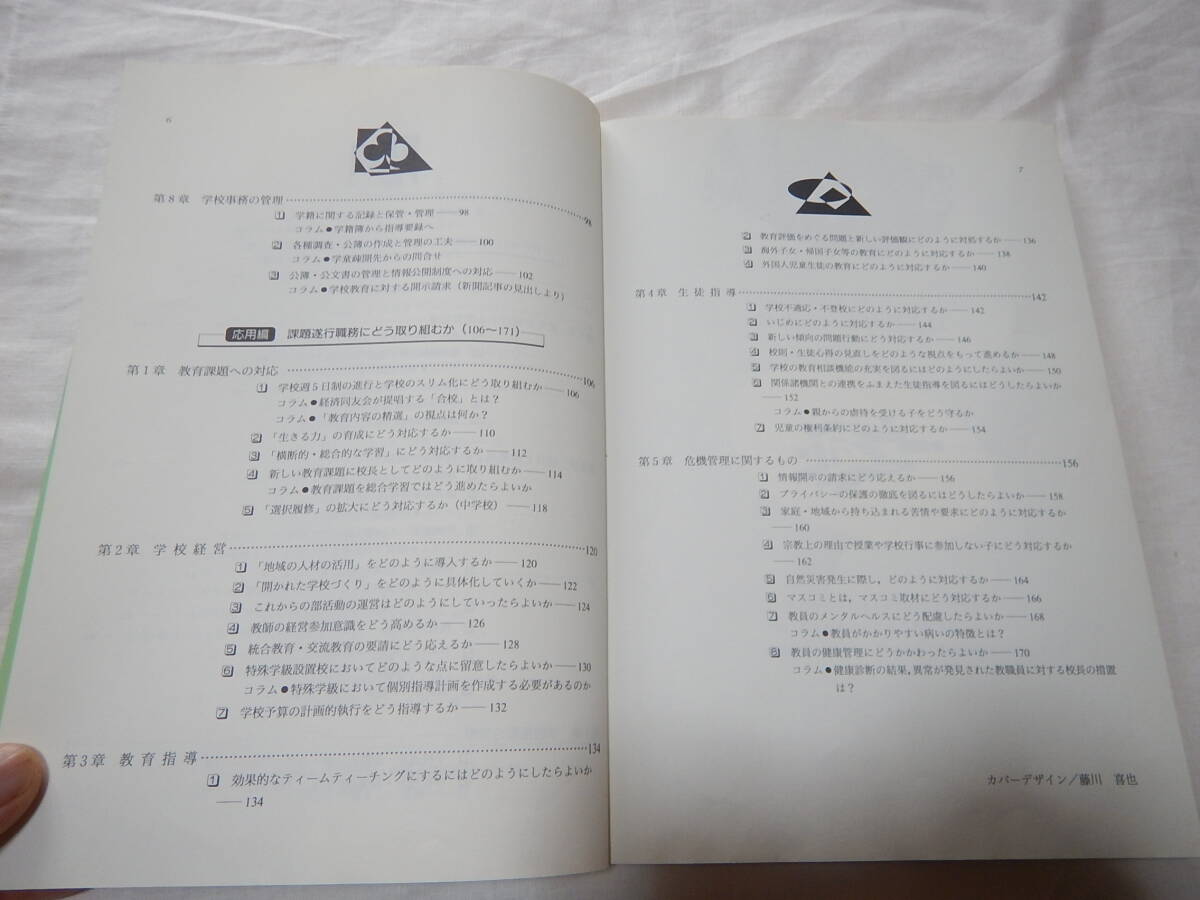 6
第8章 学校事務の管理 98
1 学籍に関する記録と保管・管理――98
コラム●学籍簿から指導要録へ
2 各種調査・公簿の作成と管理の工夫――100
コラム●学童疎開先からの問合せ
3 公簿・公文書の管理と情報公開制度への対応――102
コラム●学校教育に対する開示請求（新聞記事の見出しより）
応用編 課題遂行職務にどう取り組むか（106〜171）
第1章 教育課題への対応 106
1 学校週5日制の進行と学校のスリム化にどう取り組むか――106
コラム●経済同友会が提唱する「合校」とは？
コラム●「教育内容の精選」の視点は何か？
2 「生きる力」の育成にどう対応するか――110
3 「横断的・総合的な学習」にどう対応するか――112
4 新しい教育課題に校長としてどのように取り組むか――114
コラム●教育課題を総合学習ではどう進めたらよいか
5 「選択履修」の拡大にどう対応するか（中学校）――118
第2章 学校経営 120
1 「地域の人材の活用」をどのように導入するか――120
2 「開かれた学校づくり」をどのように具体化していくか――122
3 これからの部活動の運営はどのようにしていったらよいか――124
4 教師の経営参加意識をどう高めるか――126
5 統合教育・交流教育の要請にどう応えるか――128
6 特殊学級設置校においてどのような点に留意したらよいか――130
コラム●特殊学級において個別指導計画を作成する必要があるのか
7 学校予算の計画的執行をどう指導するか――132
第3章 教育指導 134
1 効果的なティームティーチングにするにはどのようにしたらよいか
――134
7
2 教育評価をめぐる問題と新しい評価観にどのように対処するか――136
3 海外子女・帰国子女等の教育にどのように対応するか――138
4 外国人児童生徒の教育にどのように対応するか――140
第4章 生徒指導 142
1 学校不適応・不登校にどのように対応するか――142
2 いじめにどのように対応するか――144
3 新しい傾向の問題行動にどう対応するか――146
4 校則・生徒心得の見直しをどのような視点をもって進めるか――148
5 学校の教育相談機能の充実を図るにはどのようにしたらよいか――150
6 関係諸機関との連携をふまえた生徒指導を図るにはどうしたらよいか
――152
コラム●親からの虐待を受ける子をどう守るか
7 児童の権利条約にどのように対応するか――154
第5章 危機管理に関するもの 156
1 情報開示の請求にどう応えるか――156
2 プライバシーの保護の徹底を図るにはどうしたらよいか――158
3 家庭・地域から持ち込まれる苦情や要求にどのように対応するか
――160
4 宗教上の理由で授業や学校行事に参加しない子にどう対応するか
――162
5 自然災害発生に際し，どのように対応するか――164
6 マスコミとは，マスコミ取材にどう対応するか――166
7 教員のメンタルヘルスにどう配慮したらよいか――168
コラム●教員がかかりやすい病いの特徴とは？
8 教員の健康管理にどうかかわったらよいか――170
コラム●健康診断の結果，異常が発見された教職員に対する校長の措置
は？
カバーデザイン／藤川 喜也